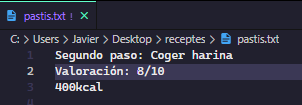 pastis.txt !
C: > Users > Javier > Desktop > receptes > pastis.txt
1 Segundo paso: Coger harina
2 Valoración: 8/10
3 400kcal